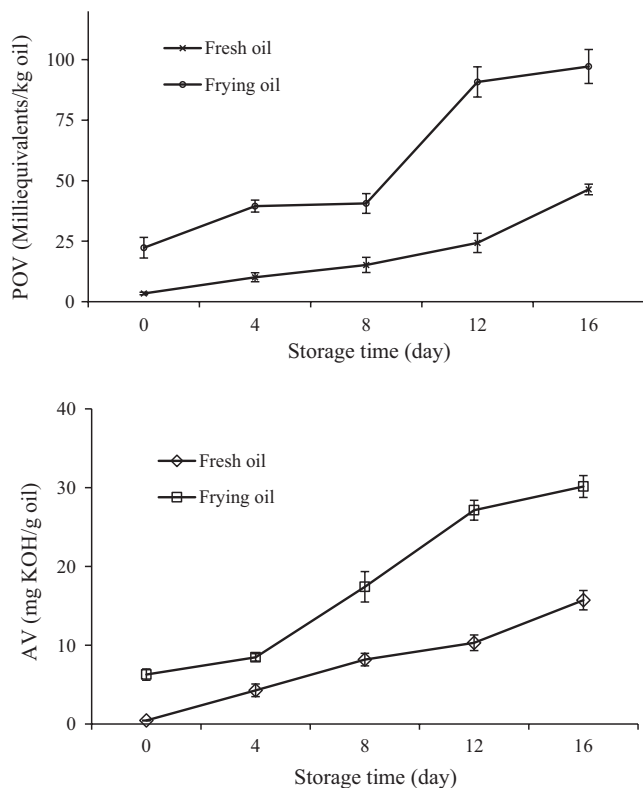 POV (Milliequivalents/kg oil)
100
75
50
25
0
Fresh oil
Frying oil
0 4 8 12 16
Storage time (day)
AV (mg KOH/g oil)
40
30
20
10
0
Fresh oil
Frying oil
0 4 8 12 16
Storage time (day)